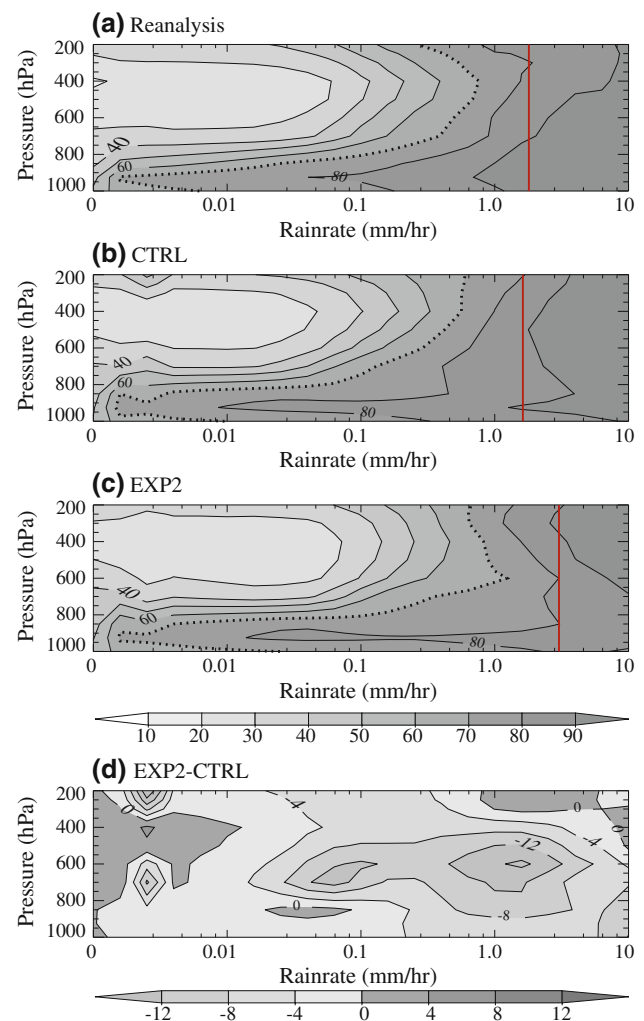 (a) Reanalysis
Pressure (hPa)
200
400
600
800
1000
40
60
80
0 0.01 0.1 1.0 10
Rainrate (mm/hr)
(b) CTRL
Pressure (hPa)
200
400
600
800
1000
40
60
80
0 0.01 0.1 1.0 10
Rainrate (mm/hr)
(c) EXP2
Pressure (hPa)
200
400
600
800
1000
40
60
80
0 0.01 0.1 1.0 10
Rainrate (mm/hr)
10 20 30 40 50 60 70 80 90
(d) EXP2-CTRL
Pressure (hPa)
200
400
600
800
1000
0
-4
0
0
-4
-12
0
-8
0 0.01 0.1 1.0 10
Rainrate (mm/hr)
-12 -8 -4 0 4 8 12